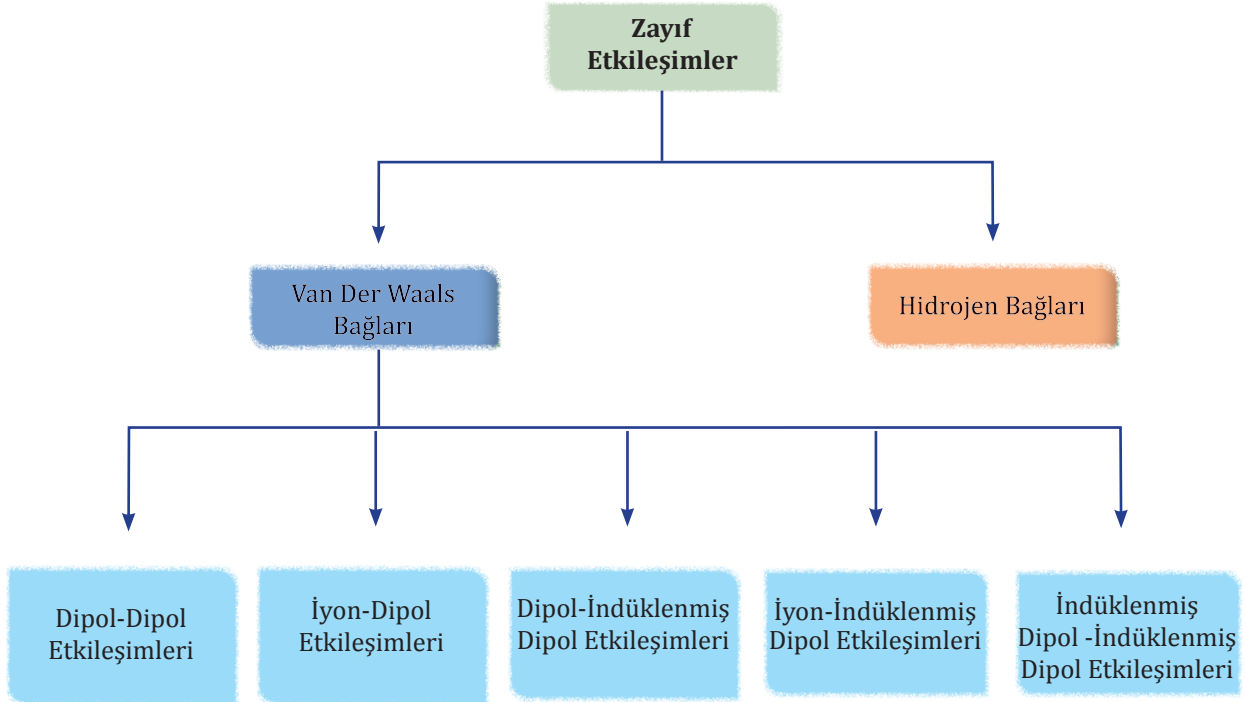 Zayıf
Etkileşimler
Van Der Waals
Bağları
Hidrojen Bağları
Dipol-Dipol
Etkileşimleri
İyon-Dipol
Etkileşimleri
Dipol-İndüklenmiş
Dipol Etkileşimleri
İyon-İndüklenmiş
Dipol Etkileşimleri
İndüklenmiş
Dipol -İndüklenmiş
Dipol Etkileşimleri